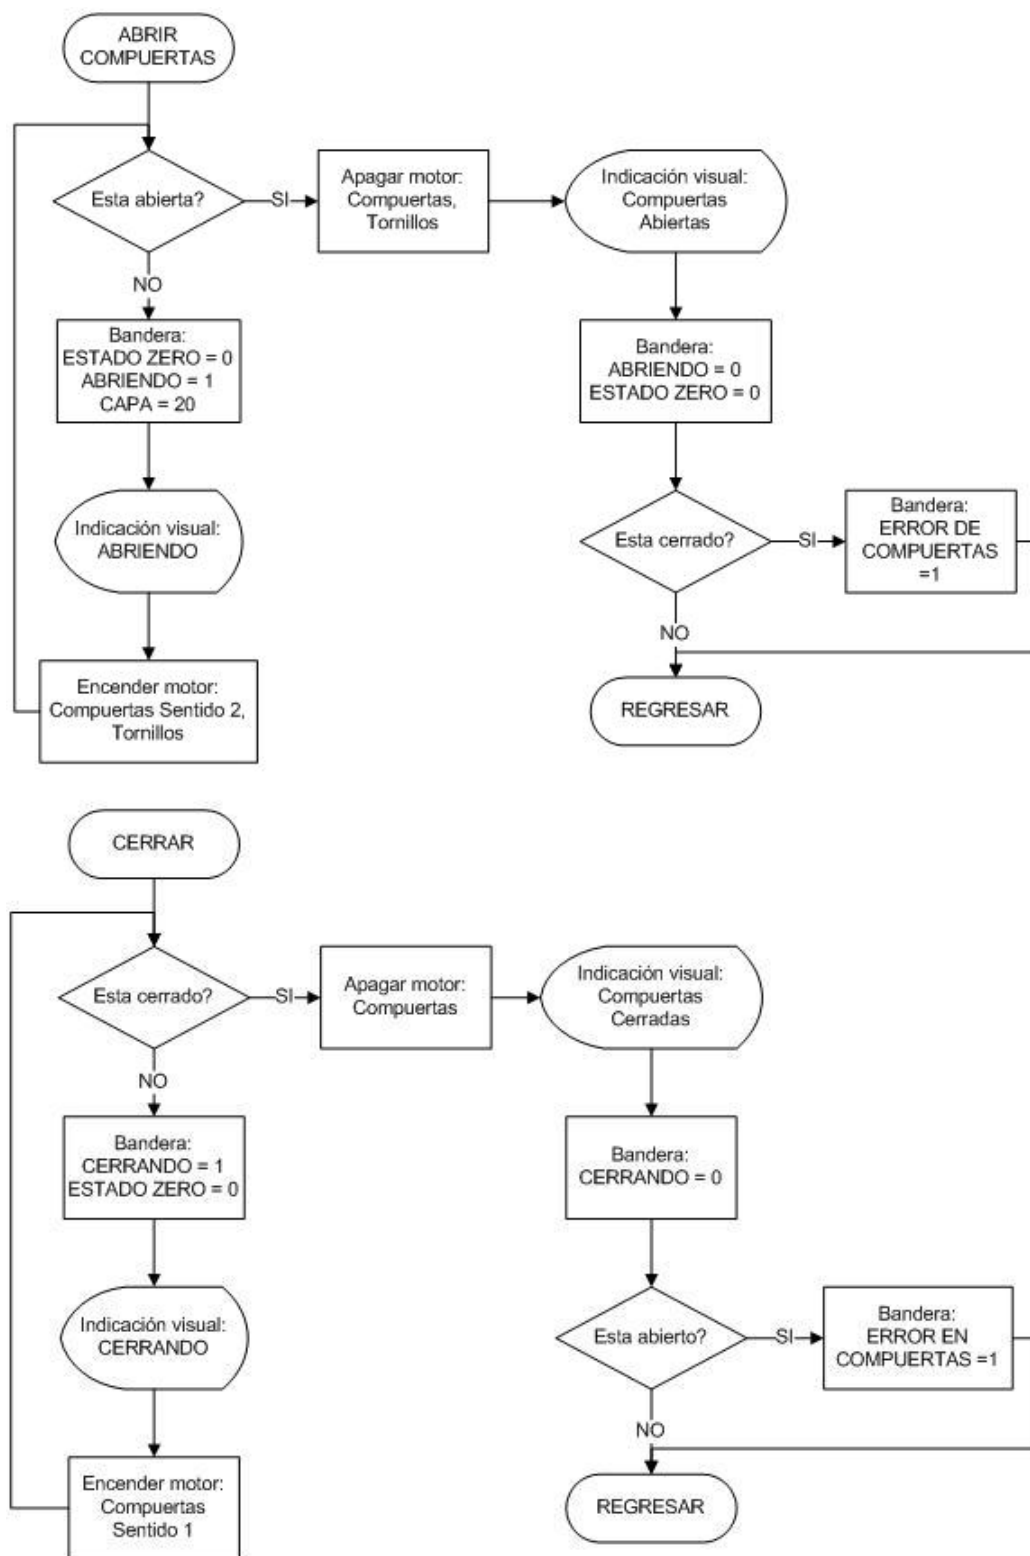 ABRIR
COMPUERTAS
Esta abierta?
SI
Apagar motor:
Compuertas,
Tornillos
Indicación visual:
Compuertas
Abiertas
NO
Bandera:
ESTADO ZERO = 0
ABRIENDO = 1
CAPA = 20
Bandera:
ABRIENDO = 0
ESTADO ZERO = 0
Indicación visual:
ABRIENDO
Esta cerrado?
SI
Bandera:
ERROR DE
COMPUERTAS
=1
NO
Encender motor:
Compuertas Sentido 2,
Tornillos
REGRESAR
CERRAR
Esta cerrado?
SI
Apagar motor:
Compuertas
Indicación visual:
Compuertas
Cerradas
NO
Bandera:
CERRANDO = 1
ESTADO ZERO = 0
Bandera:
CERRANDO = 0
Indicación visual:
CERRANDO
Esta abierto?
SI
Bandera:
ERROR EN
COMPUERTAS =1
NO
Encender motor:
Compuertas
Sentido 1
REGRESAR